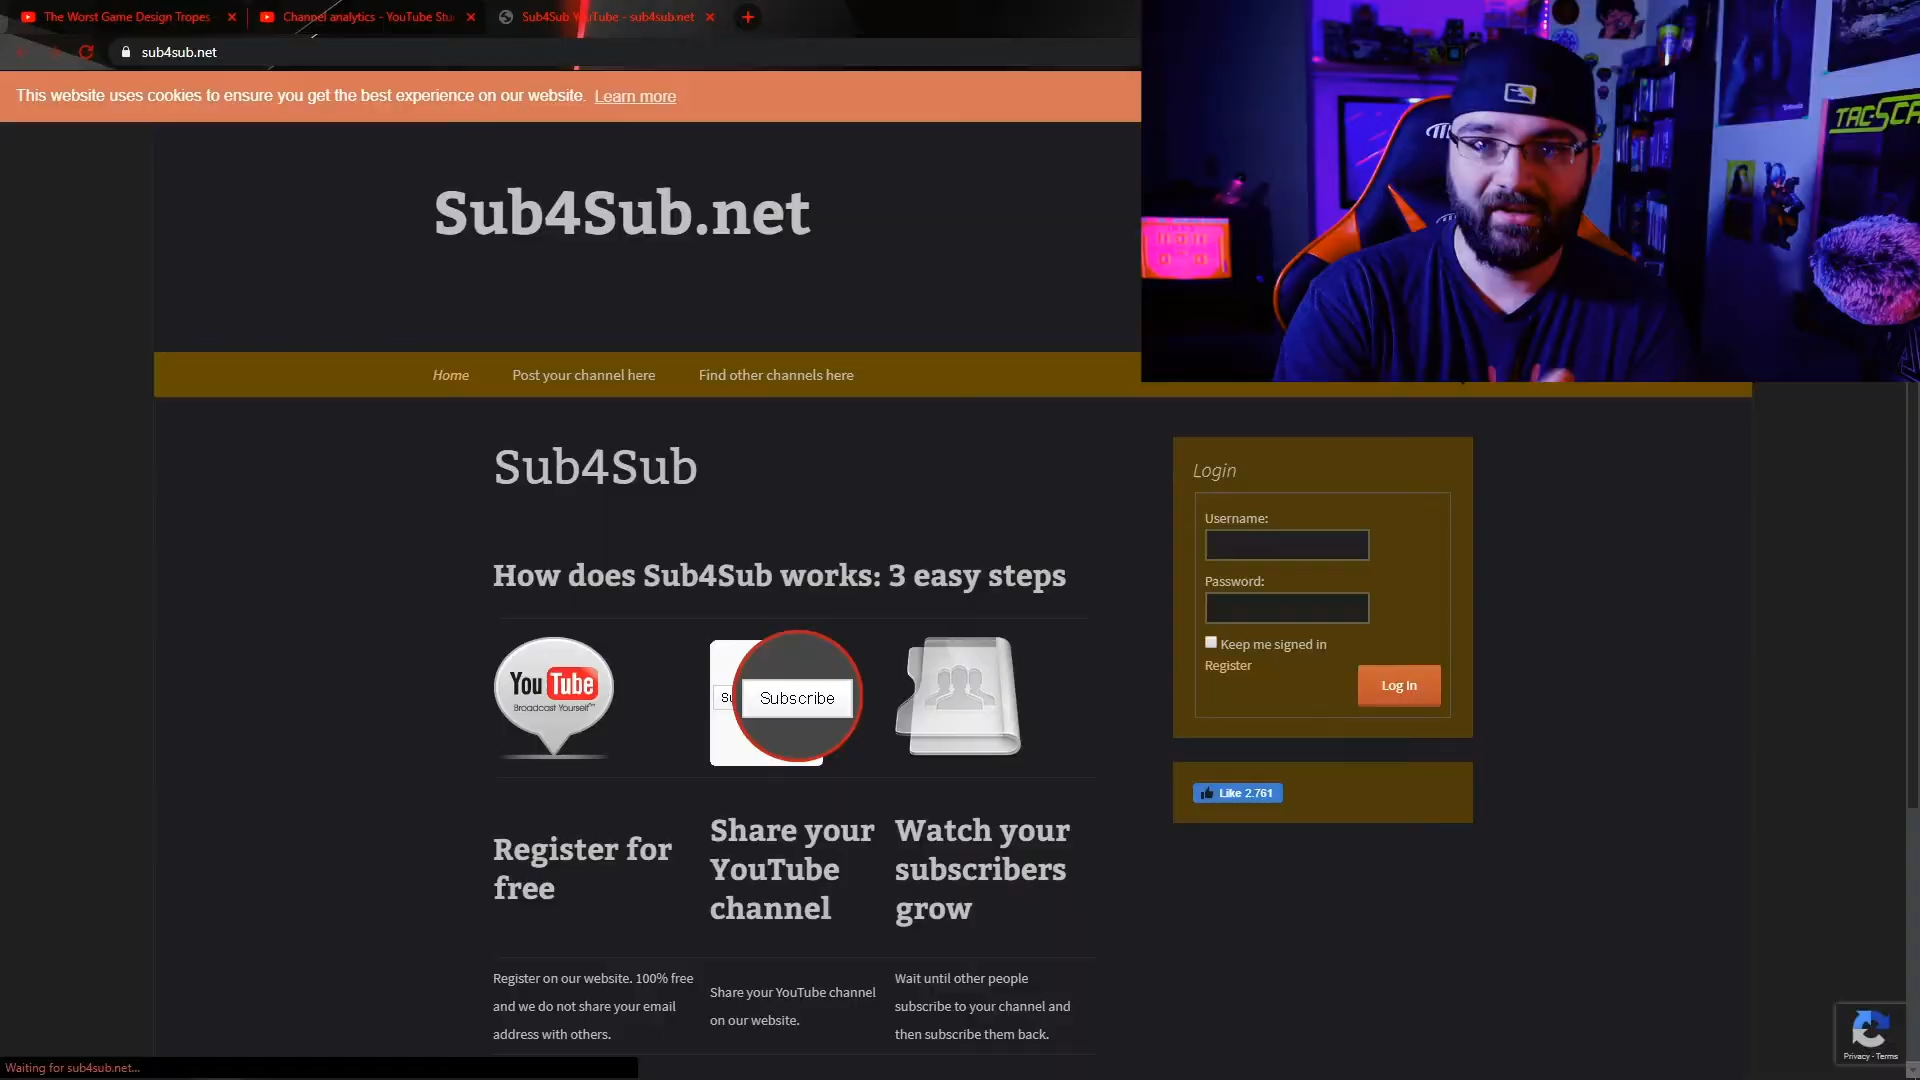 The Worst Game Design Tropes
Channel analytics - YouTube Stu
Sub4Sub YouTube - sub4sub.net
sub4sub.net
This website uses cookies to ensure you get the best experience on our website. Learn more
TAC-SCA
Sub4Sub.net
Home
Post your channel here
Find other channels here
Sub4Sub
How does Sub4Sub works: 3 easy steps
You Tube
Broadcast Yourself™
Su
Subscribe
Register for
free
Share your
YouTube
channel
Watch your
subscribers
grow
Register on our website. 100% free
and we do not share your email
address with others.
Share your YouTube channel
on our website.
Wait until other people
subscribe to your channel and
then subscribe them back.
Login
Username:
Password:
Keep me signed in
Register
Log In
Like 2.761
Privacy - Terms
Waiting for sub4sub.net...